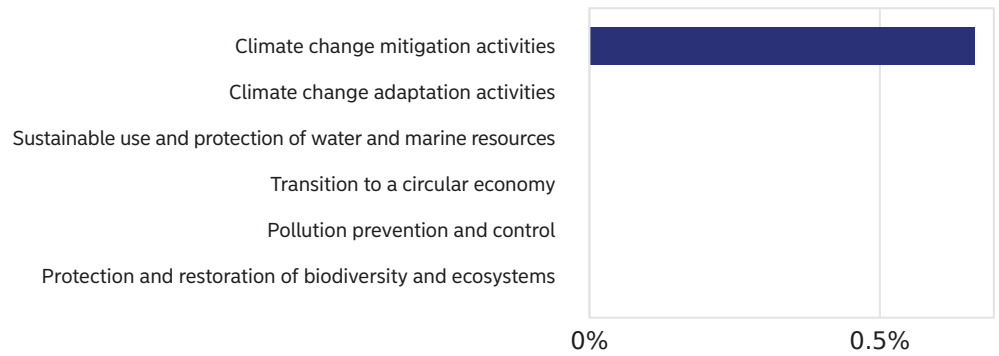 Climate change mitigation activities
Climate change adaptation activities
Sustainable use and protection of water and marine resources
Transition to a circular economy
Pollution prevention and control
Protection and restoration of biodiversity and ecosystems
0% 0.5%